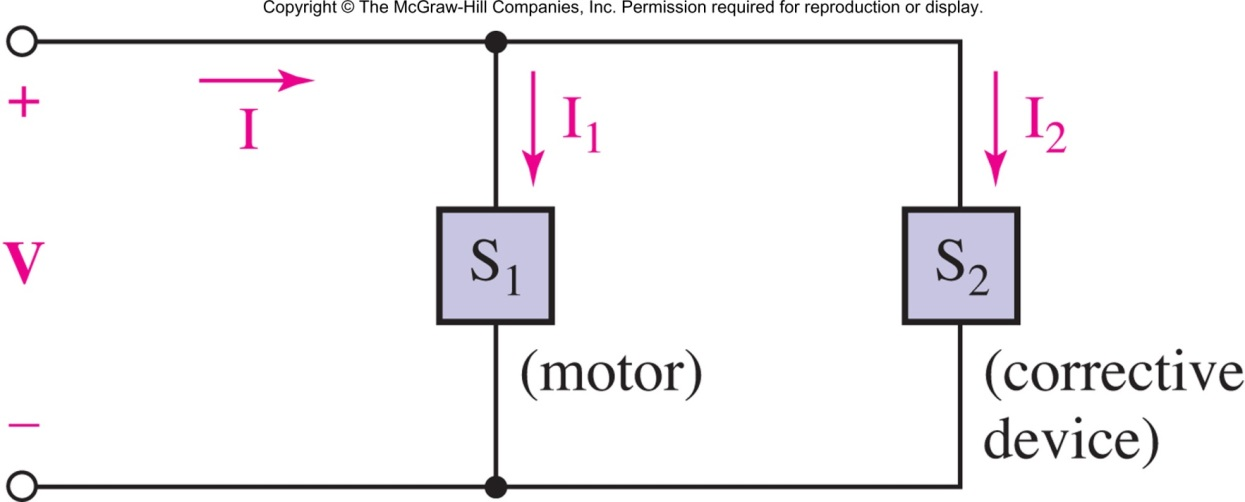 Copyright © The McGraw-Hill Companies, Inc. Permission required for reproduction or display.
+
I
I₁
I₂
V
S₁
S₂
(motor)
(corrective
device)
−